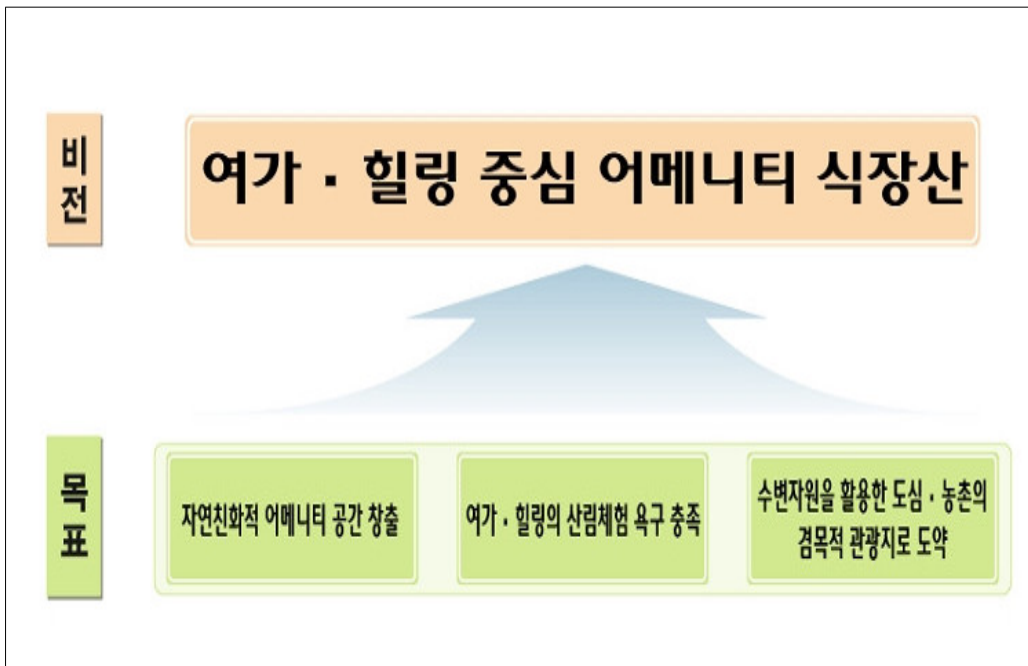 비전
여가 · 힐링 중심 어메니티 식장산
목표
자연친화적 어메니티 공간 창출
여가 · 힐링의 산림체험 욕구 충족
수변자원을 활용한 도심 · 농촌의
겸목적 관광지로 도약